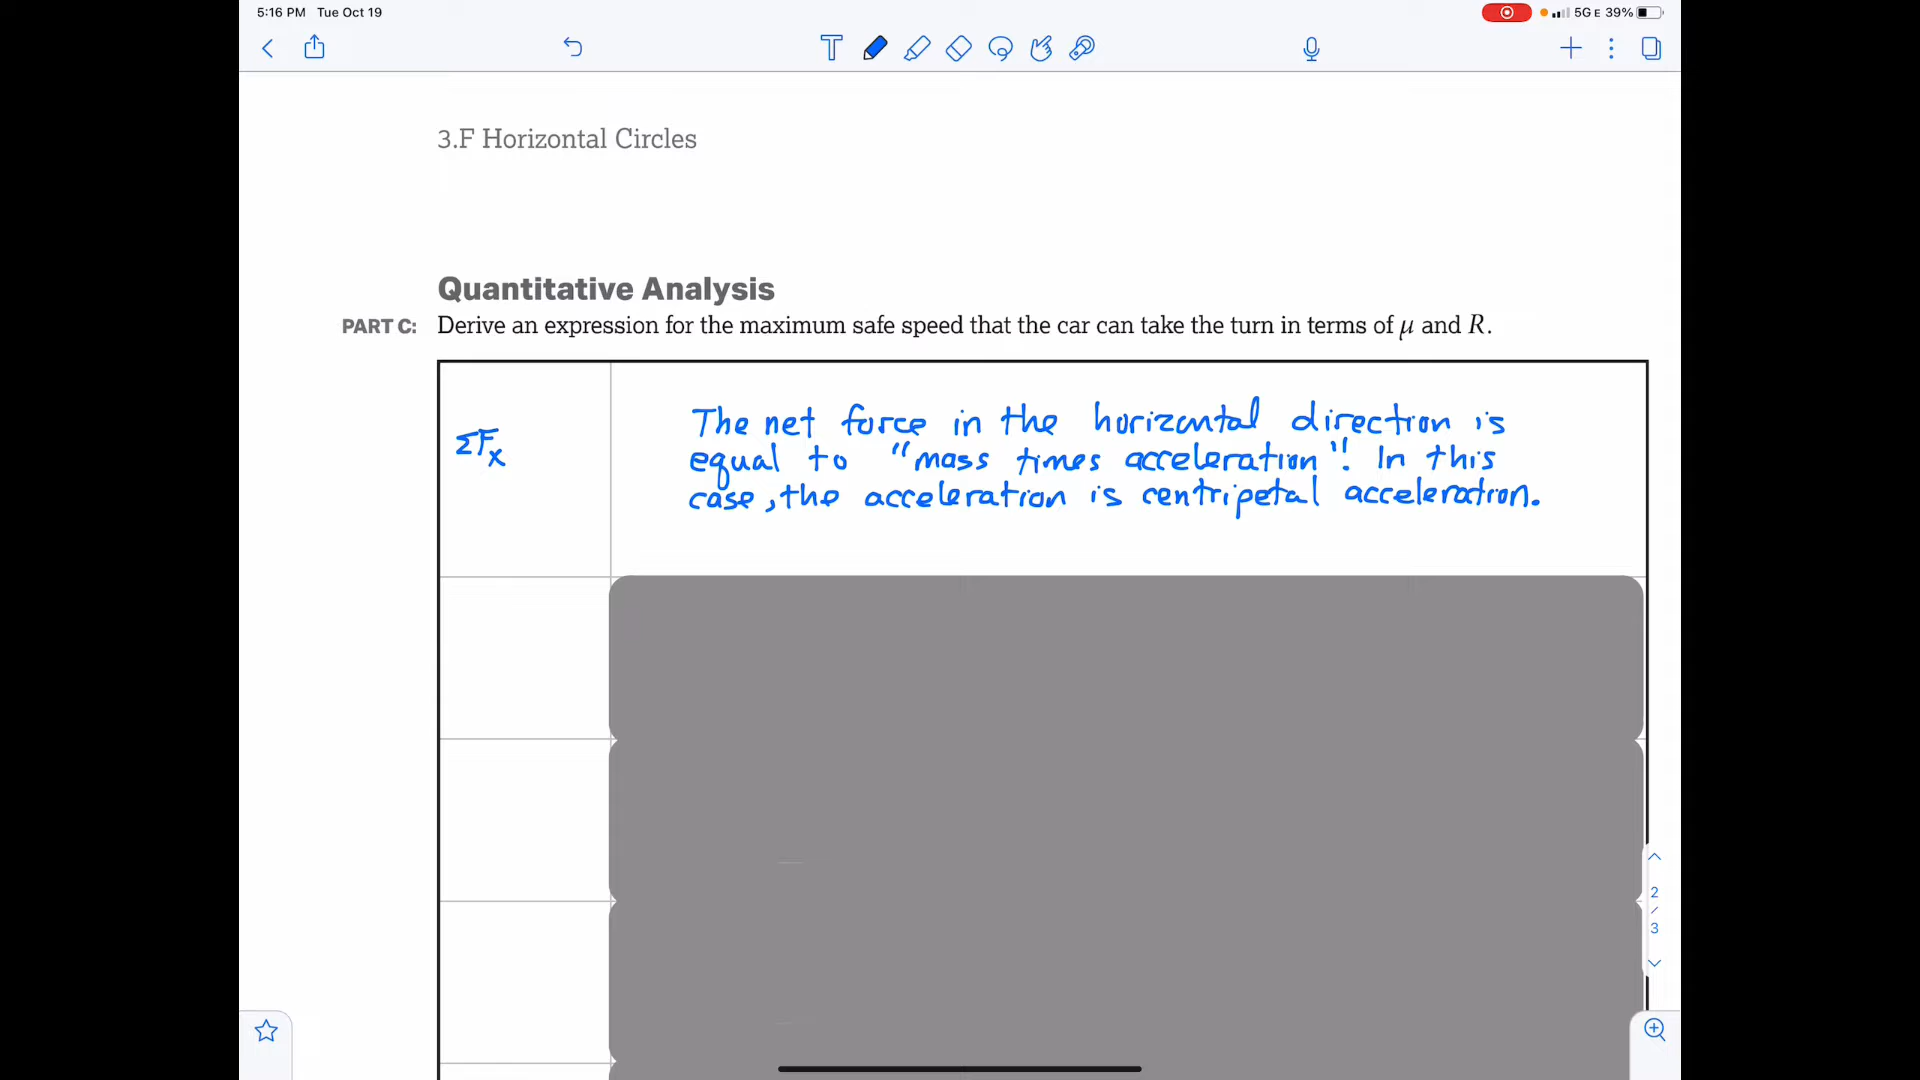 5:16 PM Tue Oct 19
5G E 39%
3.F Horizontal Circles
Quantitative Analysis
PART C: Derive an expression for the maximum safe speed that the car can take the turn in terms of μ and R.
ΣFx
The net force in the horizontal direction is
equal to "mass times acceleration". In this
case, the acceleration is centripetal acceleration.
2
/
3